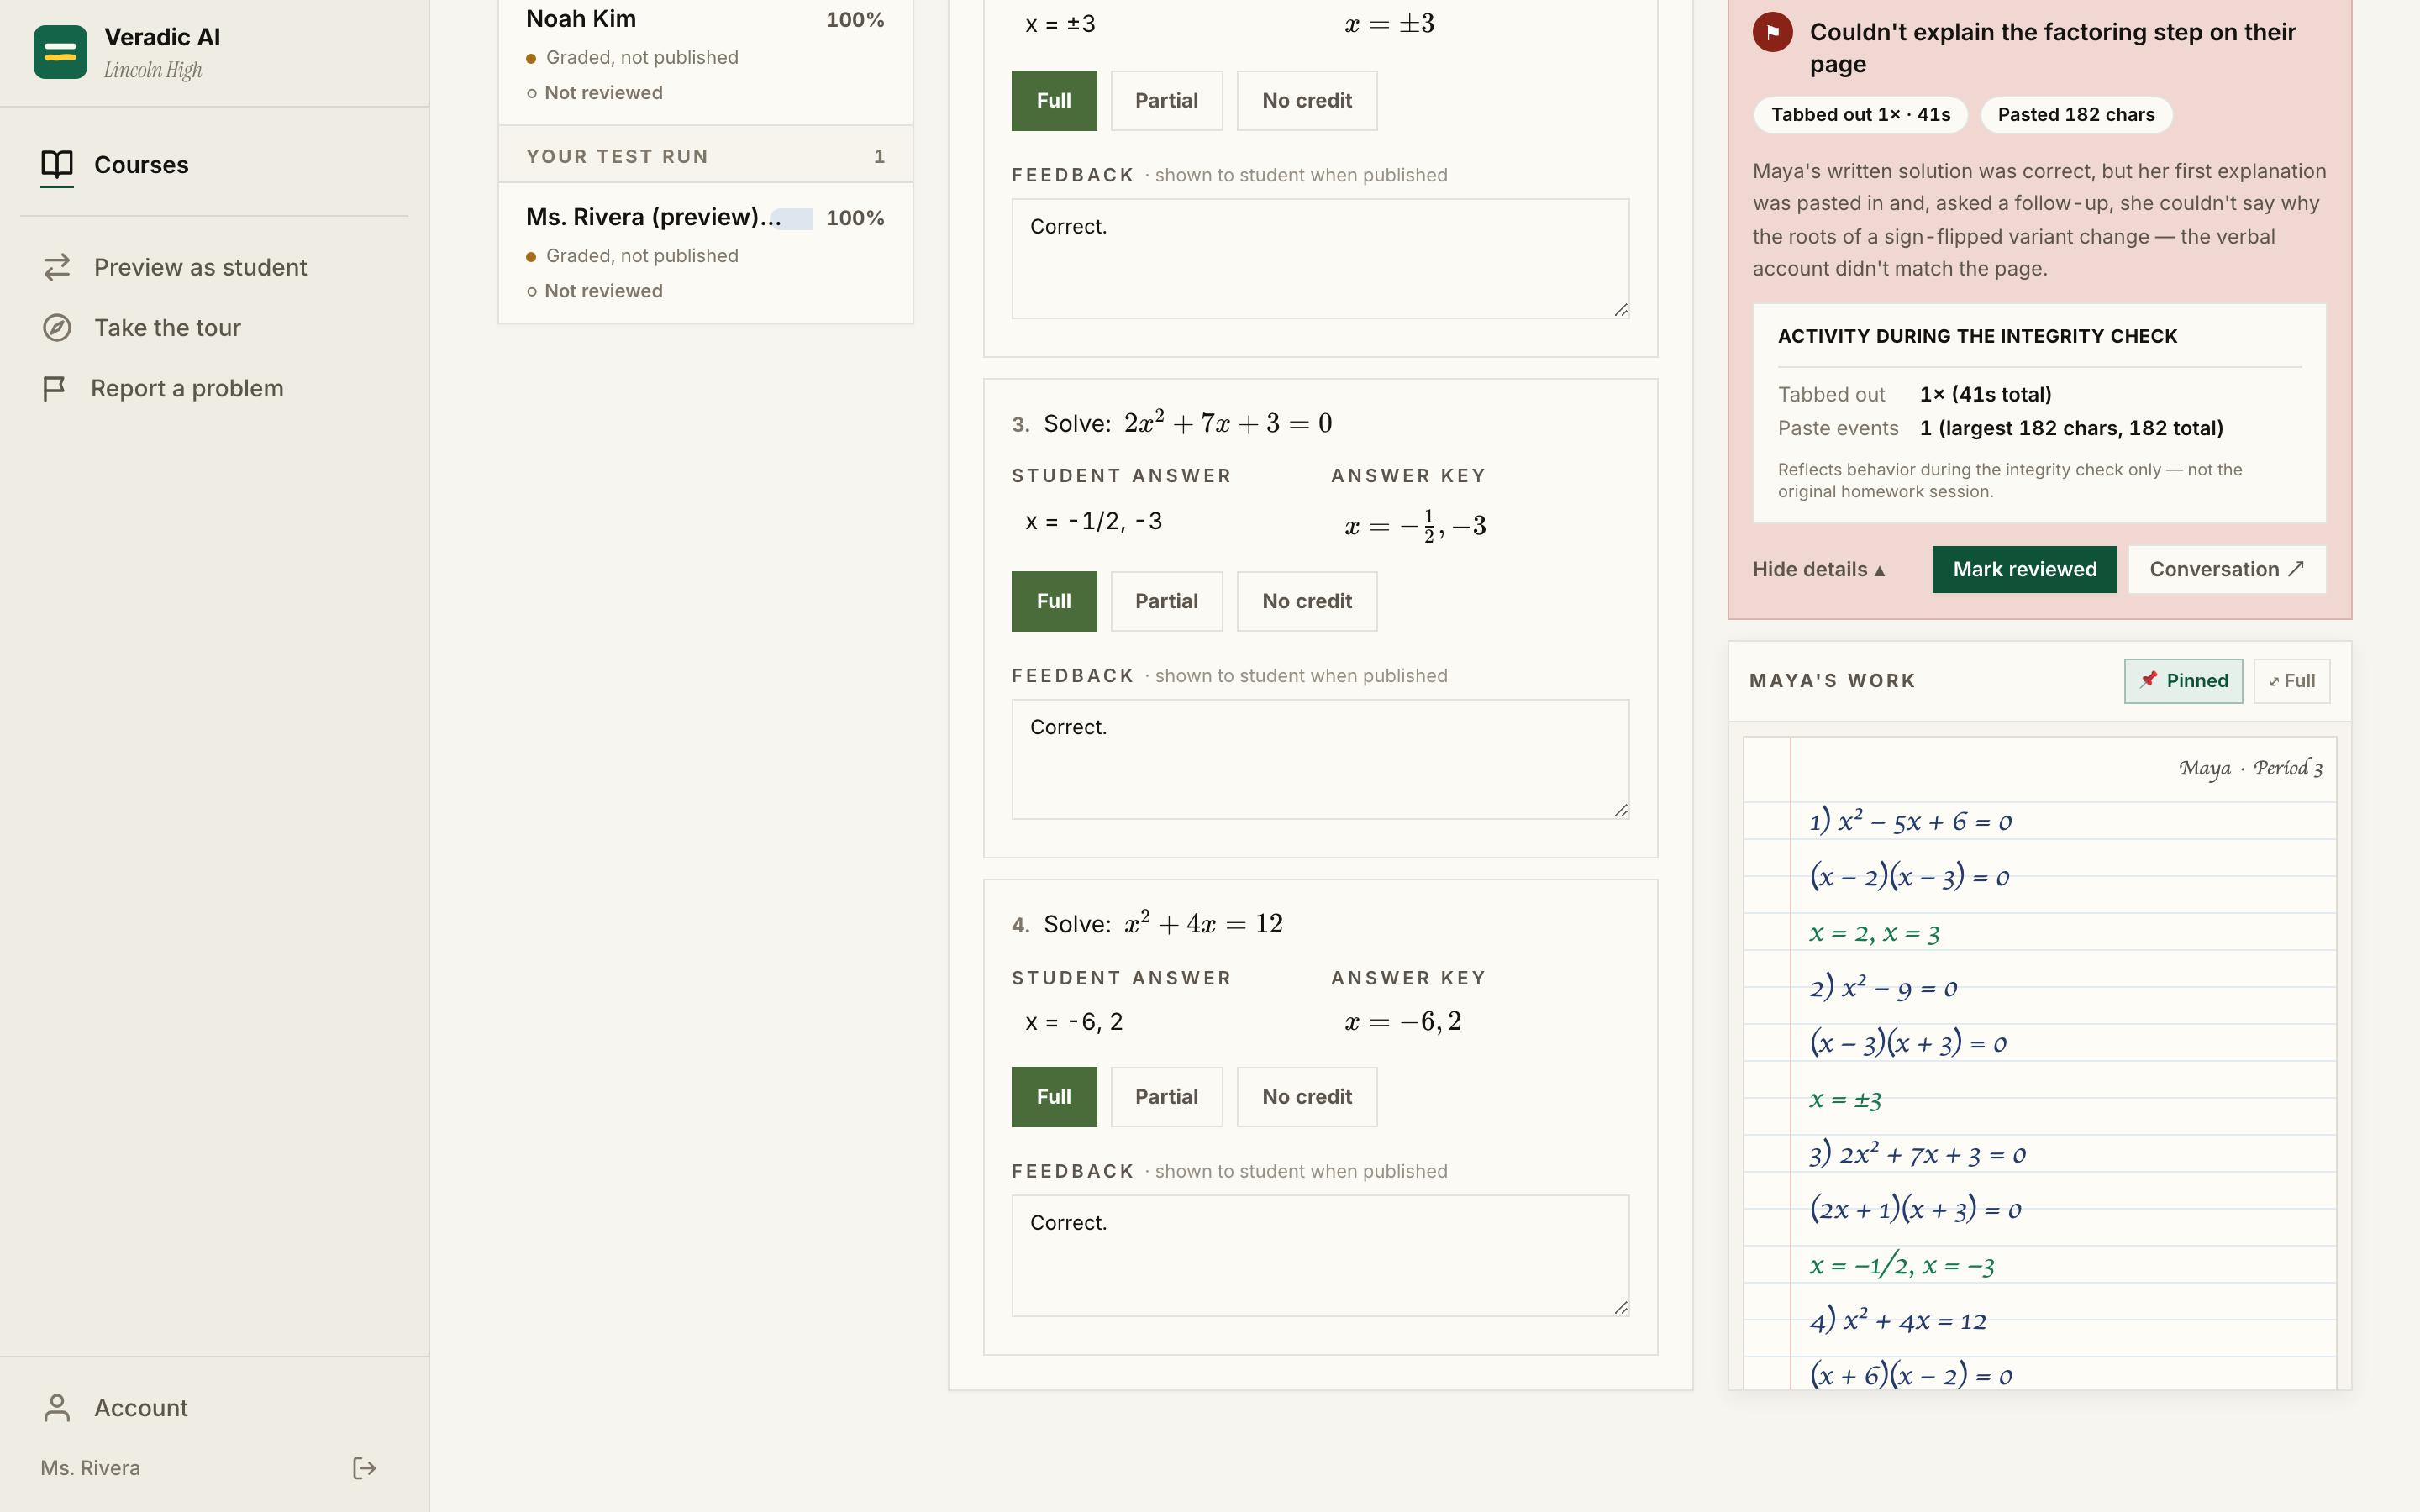 Veradic AI
Lincoln High
Courses
Preview as student
Take the tour
Report a problem
Account
Ms. Rivera
Noah Kim 100%
Graded, not published
Not reviewed
YOUR TEST RUN 1
Ms. Rivera (preview)... 100%
Graded, not published
Not reviewed
x = ±3 x = ±3
Full Partial No credit
FEEDBACK · shown to student when published
Correct.
3. Solve: 2x² + 7x + 3 = 0
STUDENT ANSWER ANSWER KEY
x = -1/2, -3 x = −1/2, −3
Full Partial No credit
FEEDBACK · shown to student when published
Correct.
4. Solve: x² + 4x = 12
STUDENT ANSWER ANSWER KEY
x = -6, 2 x = −6, 2
Full Partial No credit
FEEDBACK · shown to student when published
Correct.
Couldn't explain the factoring step on their
page
Tabbed out 1× · 41s Pasted 182 chars
Maya's written solution was correct, but her first explanation
was pasted in and, asked a follow-up, she couldn't say why
the roots of a sign-flipped variant change — the verbal
account didn't match the page.
ACTIVITY DURING THE INTEGRITY CHECK
Tabbed out 1× (41s total)
Paste events 1 (largest 182 chars, 182 total)
Reflects behavior during the integrity check only — not the
original homework session.
Hide details ▴ Mark reviewed Conversation ↗
MAYA'S WORK 📌 Pinned ⤢ Full
Maya · Period 3
1) x² − 5x + 6 = 0
(x − 2)(x − 3) = 0
x = 2, x = 3
2) x² − 9 = 0
(x − 3)(x + 3) = 0
x = ±3
3) 2x² + 7x + 3 = 0
(2x + 1)(x + 3) = 0
x = −1/2, x = −3
4) x² + 4x = 12
(x + 6)(x − 2) = 0